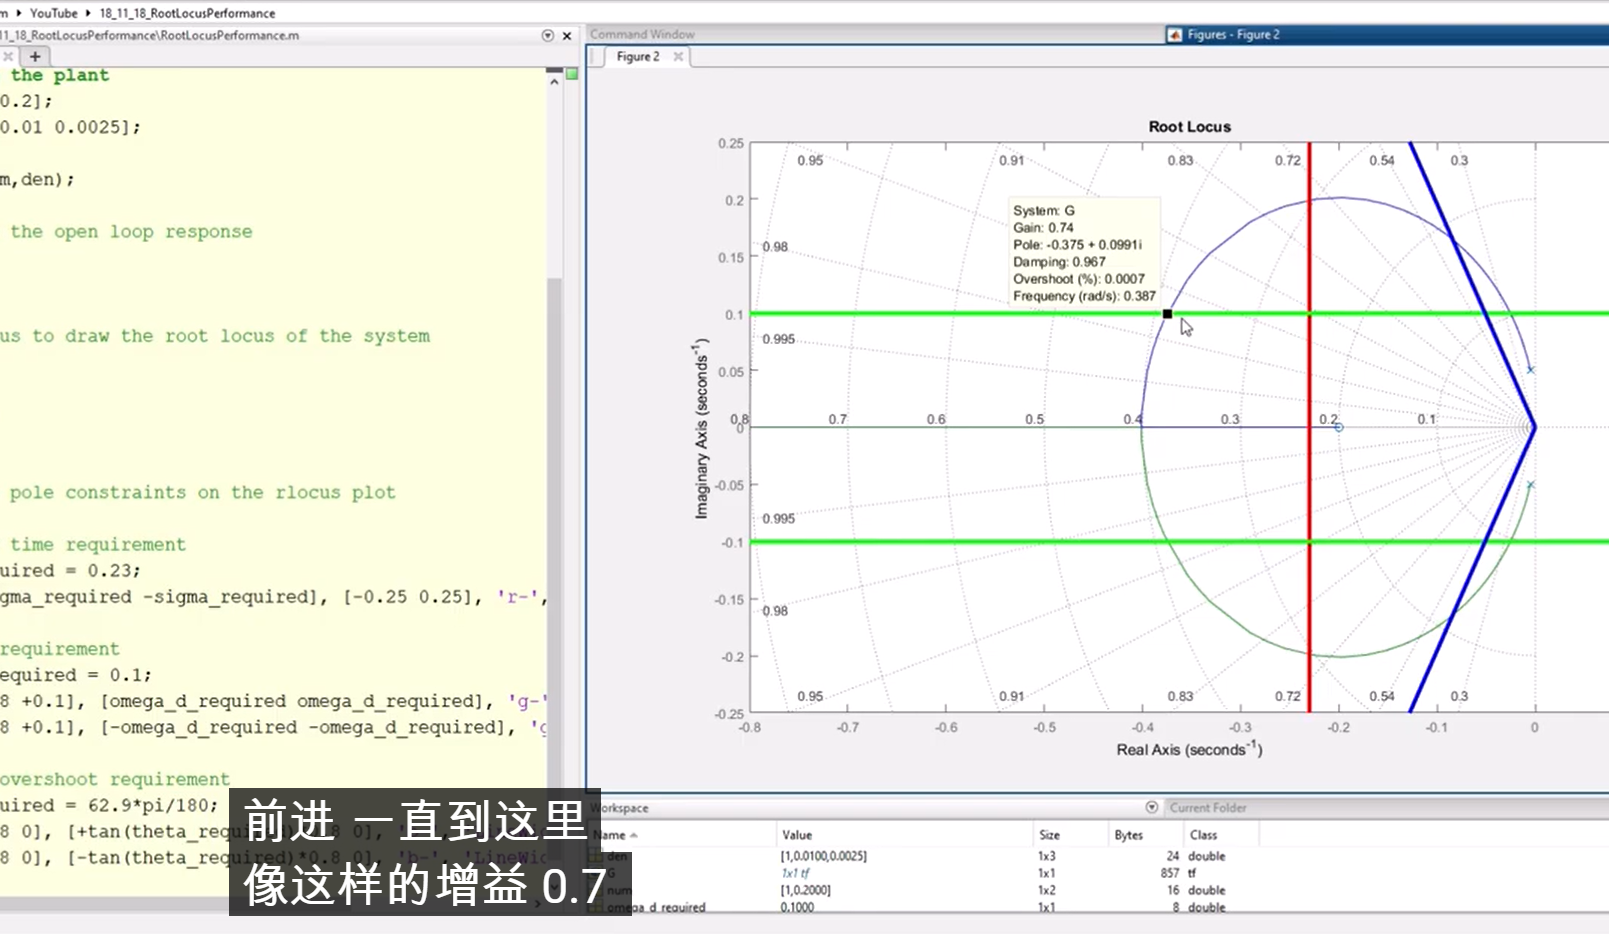 m ▸ YouTube ▸ 18_11_18_RootLocusPerformance
11_18_RootLocusPerformance\RootLocusPerformance.m
+
the plant
0.2];
0.01 0.0025];
m,den);
the open loop response
us to draw the root locus of the system
pole constraints on the rlocus plot
time requirement
uired = 0.23;
gma_required -sigma_required], [-0.25 0.25], 'r-',
requirement
equired = 0.1;
8 +0.1], [omega_d_required omega_d_required], 'g-'
8 +0.1], [-omega_d_required -omega_d_required], 'g
overshoot requirement
uired = 62.9*pi/180;
8 0], [+tan(theta_required)*0.8 0],
8 0], [-tan(theta_required)*0.8 0], 'b-', 'LineWid
Command Window
Figures - Figure 2
Figure 2
Root Locus
System: G
Gain: 0.74
Pole: -0.375 + 0.0991i
Damping: 0.967
Overshoot (%): 0.0007
Frequency (rad/s): 0.387
0.95 0.91 0.83 0.72 0.54 0.3
0.98
0.995
0.8 0.7 0.6 0.5 0.4 0.3 0.2 0.1
0.995
0.98
0.95 0.91 0.83 0.72 0.54 0.3
0.25
0.2
0.15
0.1
0.05
0
-0.05
-0.1
-0.15
-0.2
-0.25
Imaginary Axis (seconds-1)
-0.8 -0.7 -0.6 -0.5 -0.4 -0.3 -0.2 -0.1 0
Real Axis (seconds-1)
Workspace
Current Folder
Name Value Size Bytes Class
den [1,0.0100,0.0025] 1x3 24 double
G 1x1 tf 1x1 857 tf
num [1,0.2000] 1x2 16 double
omega_d_required 0.1000 1x1 8 double
前进 一直到这里
像这样的增益 0.7